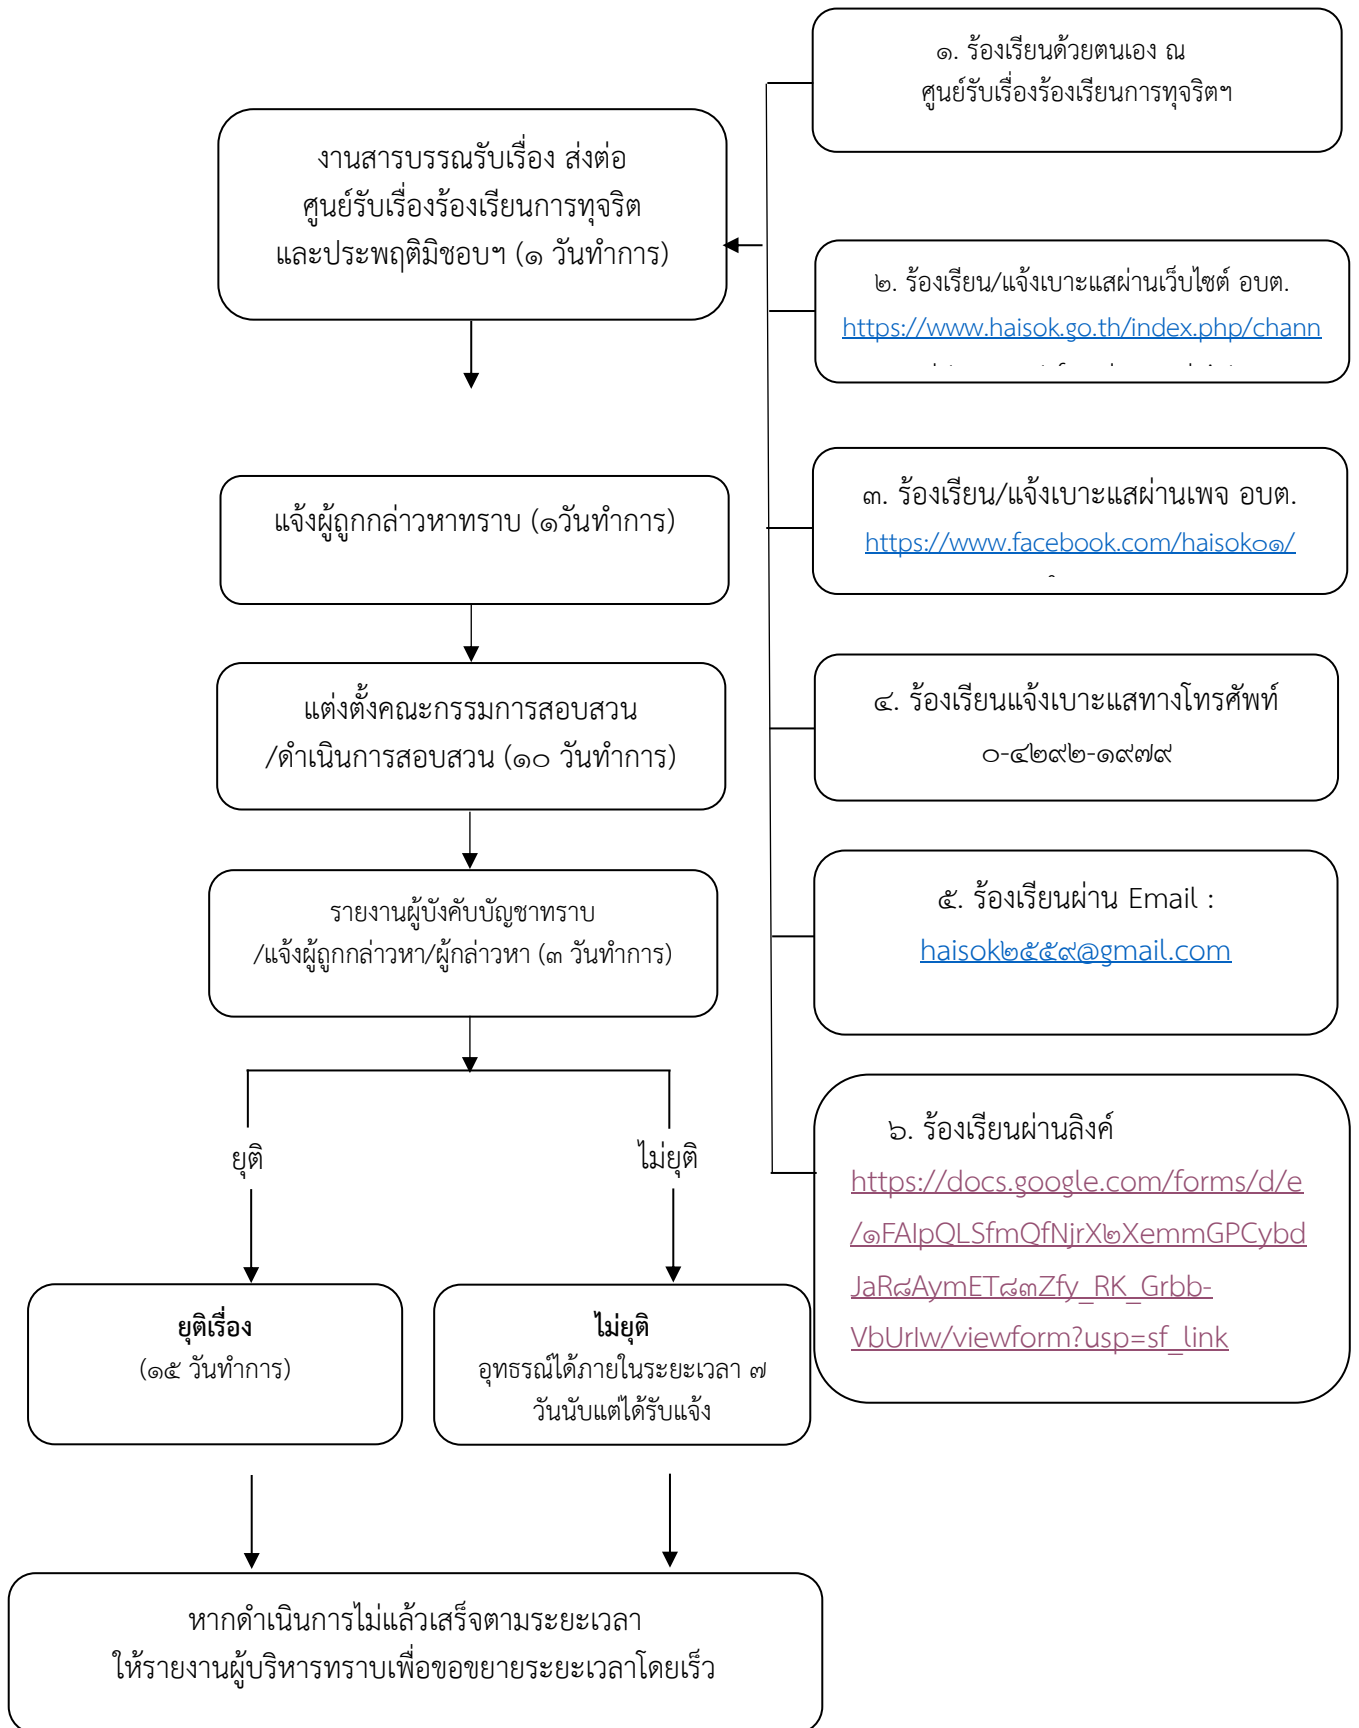 ๑. ร้องเรียนด้วยตนเอง ณ
ศูนย์รับเรื่องร้องเรียนการทุจริตฯ
งานสารบรรณรับเรื่อง ส่งต่อ
ศูนย์รับเรื่องร้องเรียนการทุจริต
และประพฤติมิชอบฯ (๑ วันทำการ)
๒. ร้องเรียน/แจ้งเบาะแสผ่านเว็บไซต์ อบต.
https://www.haisok.go.th/index.php/chann
แจ้งผู้ถูกกล่าวหาทราบ (๑วันทำการ)
๓. ร้องเรียน/แจ้งเบาะแสผ่านเพจ อบต.
https://www.facebook.com/haisok๐๑/
แต่งตั้งคณะกรรมการสอบสวน
/ดำเนินการสอบสวน (๑๐ วันทำการ)
๔. ร้องเรียนแจ้งเบาะแสทางโทรศัพท์
๐-๔๒๙๒-๑๙๗๙
รายงานผู้บังคับบัญชาทราบ
/แจ้งผู้ถูกกล่าวหา/ผู้กล่าวหา (๓ วันทำการ)
๕. ร้องเรียนผ่าน Email :
haisok๒๕๕๙@gmail.com
ยุติ
ไม่ยุติ
๖. ร้องเรียนผ่านลิงค์
https://docs.google.com/forms/d/e
/๑FAIpQLSfmQfNjrX๒XemmGPCybd
JaR๘AymET๘๓Zfy_RK_Grbb-
VbUrIw/viewform?usp=sf_link
ยุติเรื่อง
(๑๕ วันทำการ)
ไม่ยุติ
อุทธรณ์ได้ภายในระยะเวลา ๗
วันนับแต่ได้รับแจ้ง
หากดำเนินการไม่แล้วเสร็จตามระยะเวลา
ให้รายงานผู้บริหารทราบเพื่อขอขยายระยะเวลาโดยเร็ว